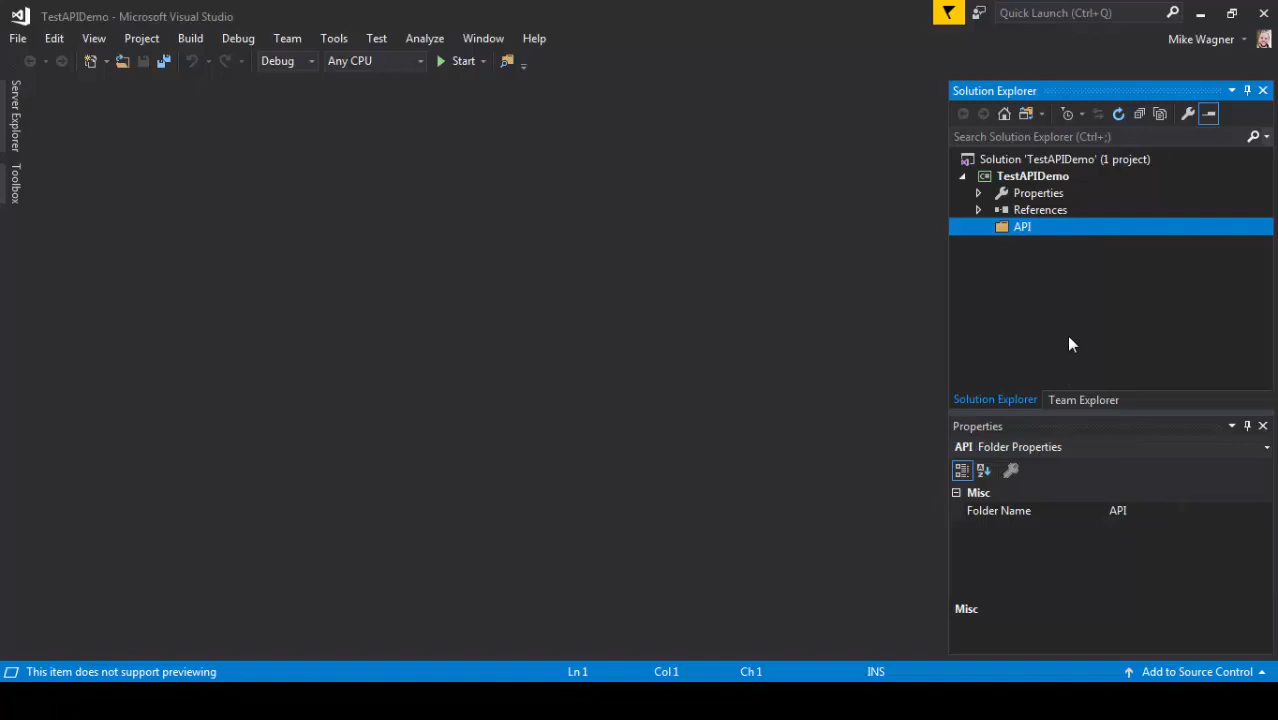 TestAPIDemo - Microsoft Visual Studio
Quick Launch (Ctrl+Q)
File Edit View Project Build Debug Team Tools Test Analyze Window Help
Mike Wagner
Debug Any CPU Start
Server Explorer
Toolbox
Solution Explorer
Search Solution Explorer (Ctrl+;)
Solution 'TestAPIDemo' (1 project)
C# TestAPIDemo
Properties
References
API
Solution Explorer Team Explorer
Properties
API Folder Properties
Misc
Folder Name API
Misc
This item does not support previewing Ln 1 Col 1 Ch 1 INS Add to Source Control